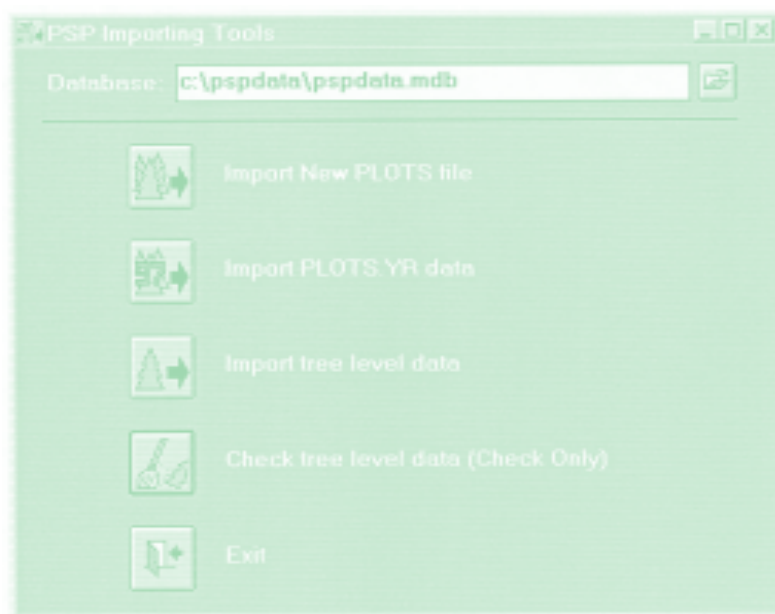 PSP Importing Tools
Database: c:\pspdata\pspdata.mdb
Import New PLOTS file
Import PLOTS.YR data
Import tree level data
Check tree level data (Check Only)
Exit